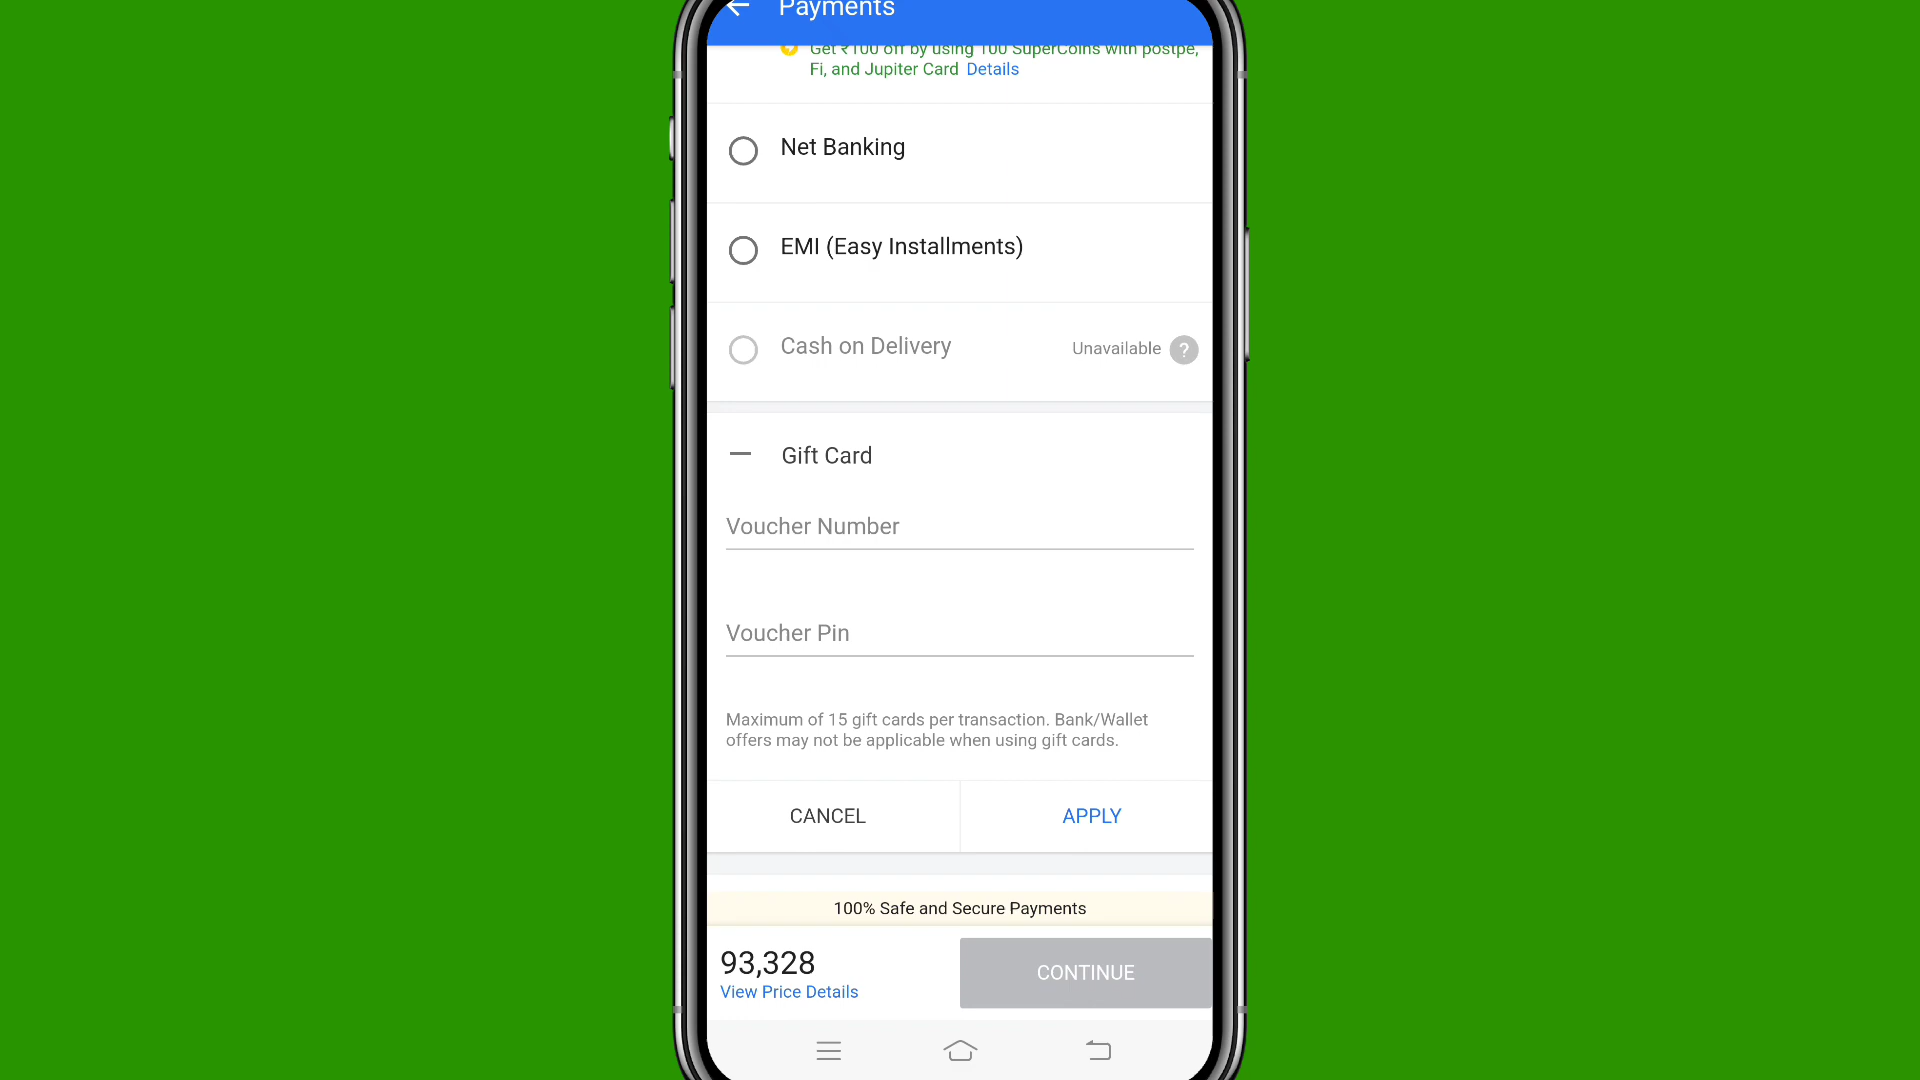 Payments
Get ₹100 off by using 100 SuperCoins with postpe,
Fi, and Jupiter Card Details
Net Banking
EMI (Easy Installments)
Cash on Delivery Unavailable ?
Gift Card
Voucher Number
Voucher Pin
Maximum of 15 gift cards per transaction. Bank/Wallet
offers may not be applicable when using gift cards.
CANCEL APPLY
100% Safe and Secure Payments
93,328
View Price Details
CONTINUE